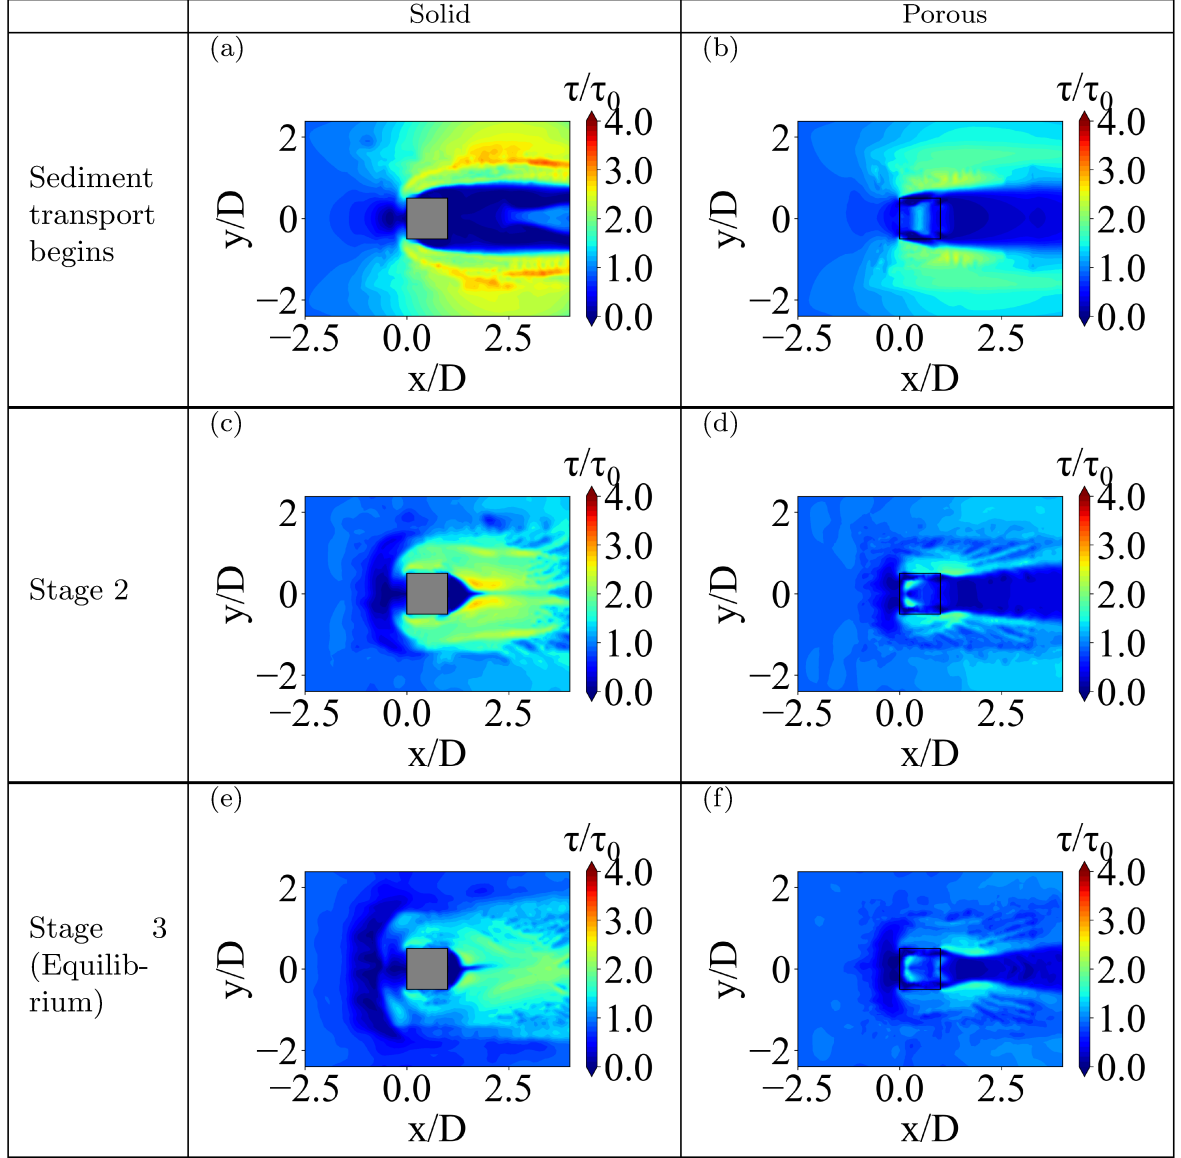 Solid Porous
(a) (b)
Sediment
transport
begins
τ/τ0
4.0
3.0
2.0
1.0
0.0
y/D
2
0
−2
−2.5 0.0 2.5
x/D
τ/τ0
4.0
3.0
2.0
1.0
0.0
y/D
2
0
−2
−2.5 0.0 2.5
x/D
(c) (d)
Stage 2
τ/τ0
4.0
3.0
2.0
1.0
0.0
y/D
2
0
−2
−2.5 0.0 2.5
x/D
τ/τ0
4.0
3.0
2.0
1.0
0.0
y/D
2
0
−2
−2.5 0.0 2.5
x/D
(e) (f)
Stage 3
(Equilib-
rium)
τ/τ0
4.0
3.0
2.0
1.0
0.0
y/D
2
0
−2
−2.5 0.0 2.5
x/D
τ/τ0
4.0
3.0
2.0
1.0
0.0
y/D
2
0
−2
−2.5 0.0 2.5
x/D